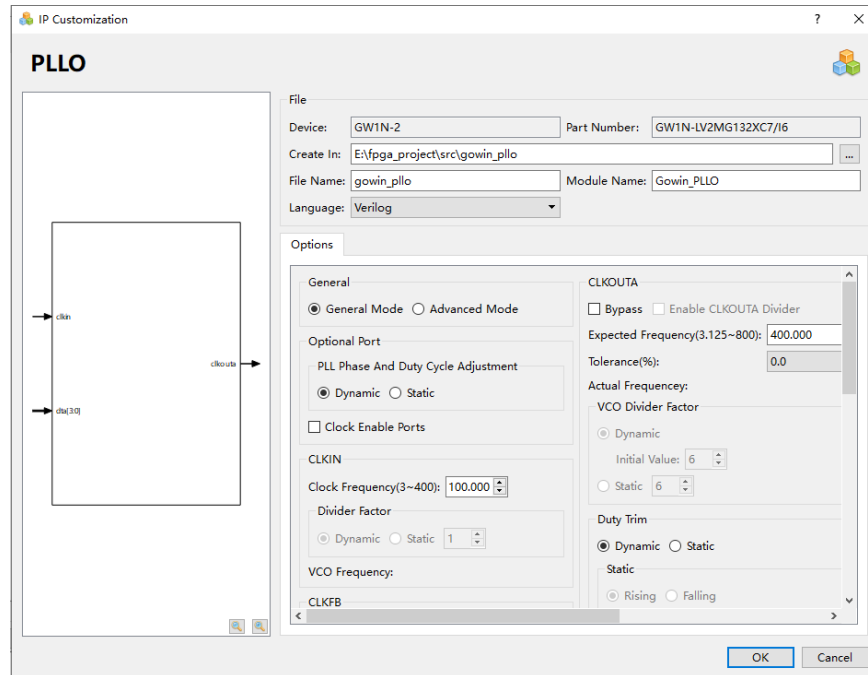 IP Customization
?
PLLO
File
Device: GW1N-2 Part Number: GW1N-LV2MG132XC7/I6
Create In: E:\fpga_project\src\gowin_pllo ...
File Name: gowin_pllo Module Name: Gowin_PLLO
Language: Verilog
Options
General
General Mode Advanced Mode
Optional Port
PLL Phase And Duty Cycle Adjustment
Dynamic Static
Clock Enable Ports
CLKIN
Clock Frequency(3~400): 100.000
Divider Factor
Dynamic Static 1
VCO Frequency:
CLKFB
CLKOUTA
Bypass Enable CLKOUTA Divider
Expected Frequency(3.125~800): 400.000
Tolerance(%): 0.0
Actual Frequencey:
VCO Divider Factor
Dynamic
Initial Value: 6
Static 6
Duty Trim
Dynamic Static
Static
Rising Falling
clkin
clkouta
dta[3:0]
OK Cancel